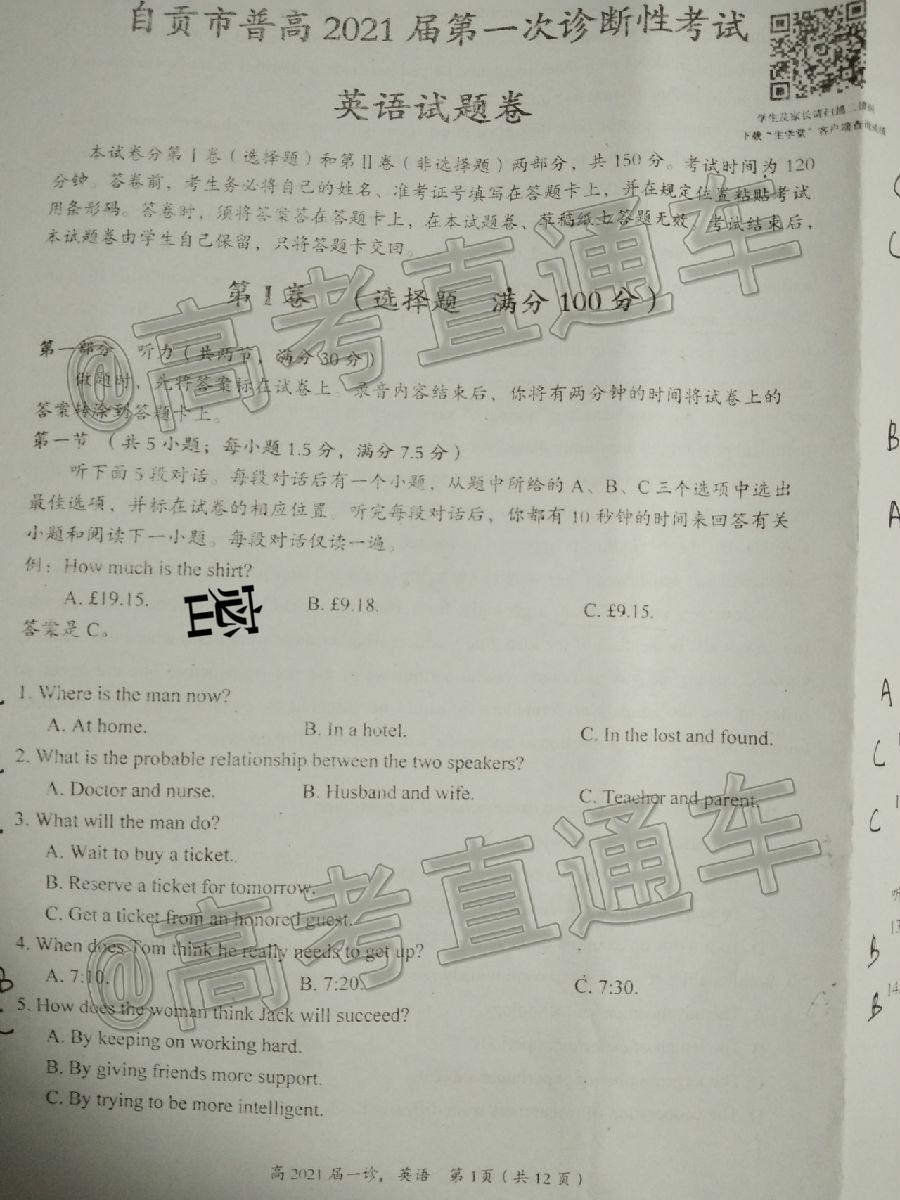 自贡市普高2021届第一次诊断性考试
英语试题卷
学生及家长请扫描二维码
本试卷分第Ⅰ卷（选择题）和第Ⅱ卷（非选择题）两部分，共150分。考试时间为120
分钟。答卷前，考生务必将自己的姓名、准考证号填写在答题卡上，并在规定位置粘贴考试
用条形码。答卷时，须将答案答在答题卡上，在本试题卷、草稿纸上答题无效。考试结束后，
本试题卷由学生自己保留，只将答题卡交回。
第Ⅰ卷 （选择题 满分100分）
第一部分 听力（共两节，满分30分）
做题时，先将答案标在试卷上。录音内容结束后，你将有两分钟的时间将试卷上的
答案转涂到答题卡上。
第一节 （共5小题；每小题1.5分，满分7.5分）
听下面5段对话。每段对话后有一个小题，从题中所给的A、B、C三个选项中选出
最佳选项，并标在试卷的相应位置。听完每段对话后，你都有10秒钟的时间来回答有关
小题和阅读下一小题。每段对话仅读一遍。
例：How much is the shirt?
A. £19.15. B. £9.18. C. £9.15.
密
答案是C。
1. Where is the man now?
A. At home. B. In a hotel. C. In the lost and found.
2. What is the probable relationship between the two speakers?
A. Doctor and nurse. B. Husband and wife. C. Teacher and parent.
3. What will the man do?
A. Wait to buy a ticket.
B. Reserve a ticket for tomorrow.
C. Get a ticket from an honored guest.
4. When does Tom think he really needs to get up?
A. 7:10. B. 7:20. C. 7:30.
5. How does the woman think Jack will succeed?
A. By keeping on working hard.
B. By giving friends more support.
C. By trying to be more intelligent.
高2021届一诊，英语 第1页（共12页）
@高考直通车
@高考直通车
C
B
A
A
C
C
13
B
14
B
B